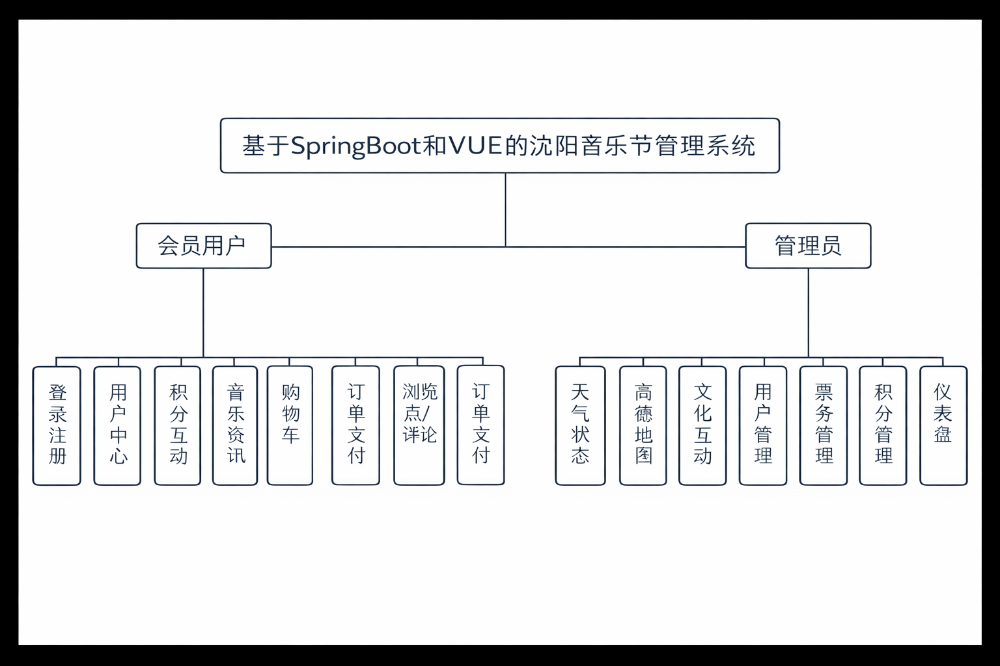 基于SpringBoot和VUE的沈阳音乐节管理系统
会员用户
管理员
登录注册
用户中心
积分互动
音乐资讯
购物车
订单支付
浏览
点/
评论
订单支付
天气状态
高德地图
文化互动
用户管理
票务管理
积分管理
仪表盘